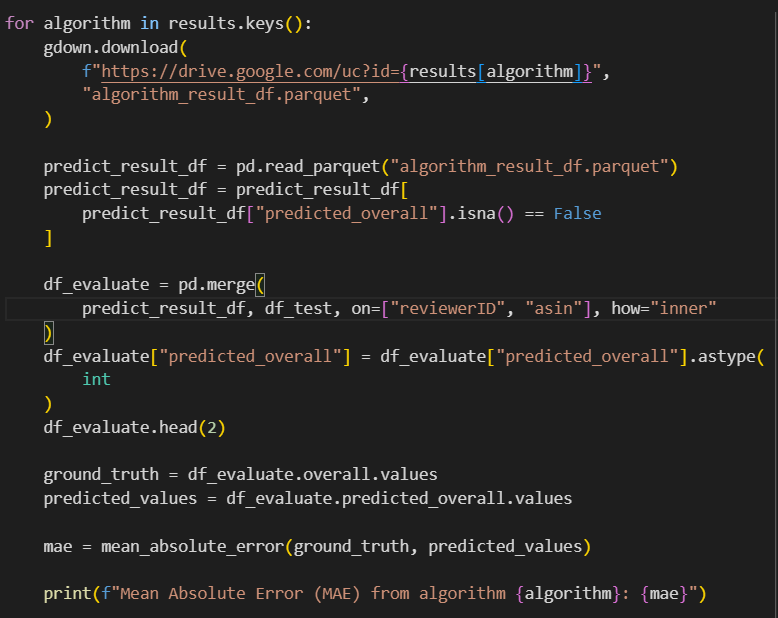 for algorithm in results.keys():
    gdown.download(
        f"https://drive.google.com/uc?id={results[algorithm]}",
        "algorithm_result_df.parquet",
    )

    predict_result_df = pd.read_parquet("algorithm_result_df.parquet")
    predict_result_df = predict_result_df[
        predict_result_df["predicted_overall"].isna() == False
    ]

    df_evaluate = pd.merge(
        predict_result_df, df_test, on=["reviewerID", "asin"], how="inner"
    )
    df_evaluate["predicted_overall"] = df_evaluate["predicted_overall"].astype(
        int
    )
    df_evaluate.head(2)

    ground_truth = df_evaluate.overall.values
    predicted_values = df_evaluate.predicted_overall.values

    mae = mean_absolute_error(ground_truth, predicted_values)

    print(f"Mean Absolute Error (MAE) from algorithm {algorithm}: {mae}")